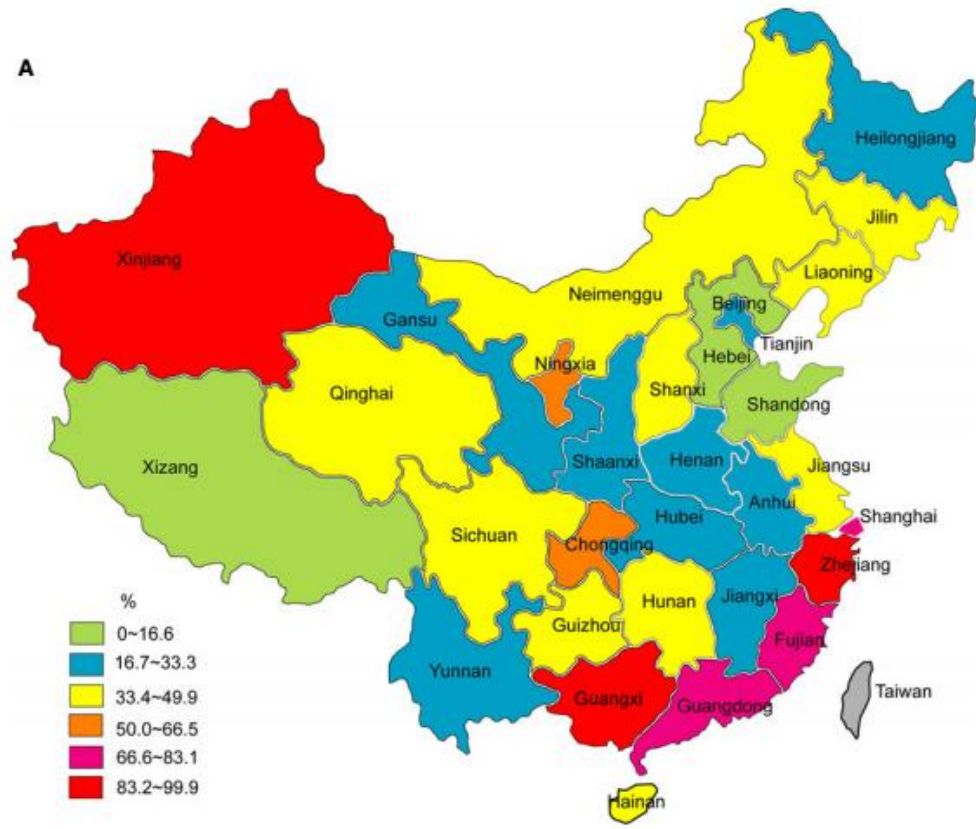 A
Heilongjiang
Jilin
Xinjiang
Liaoning
Neimenggu
Beijing
Gansu
Tianjin
Ningxia
Hebei
Qinghai
Shanxi
Shandong
Xizang
Shaanxi
Henan
Jiangsu
Anhui
Shanghai
Hubei
Sichuan
Chongqing
Zhejiang
Jiangxi
Hunan
%
Guizhou
0~16.6
Fujian
16.7~33.3
Yunnan
Taiwan
33.4~49.9
Guangxi
Guangdong
50.0~66.5
66.6~83.1
83.2~99.9
Hainan